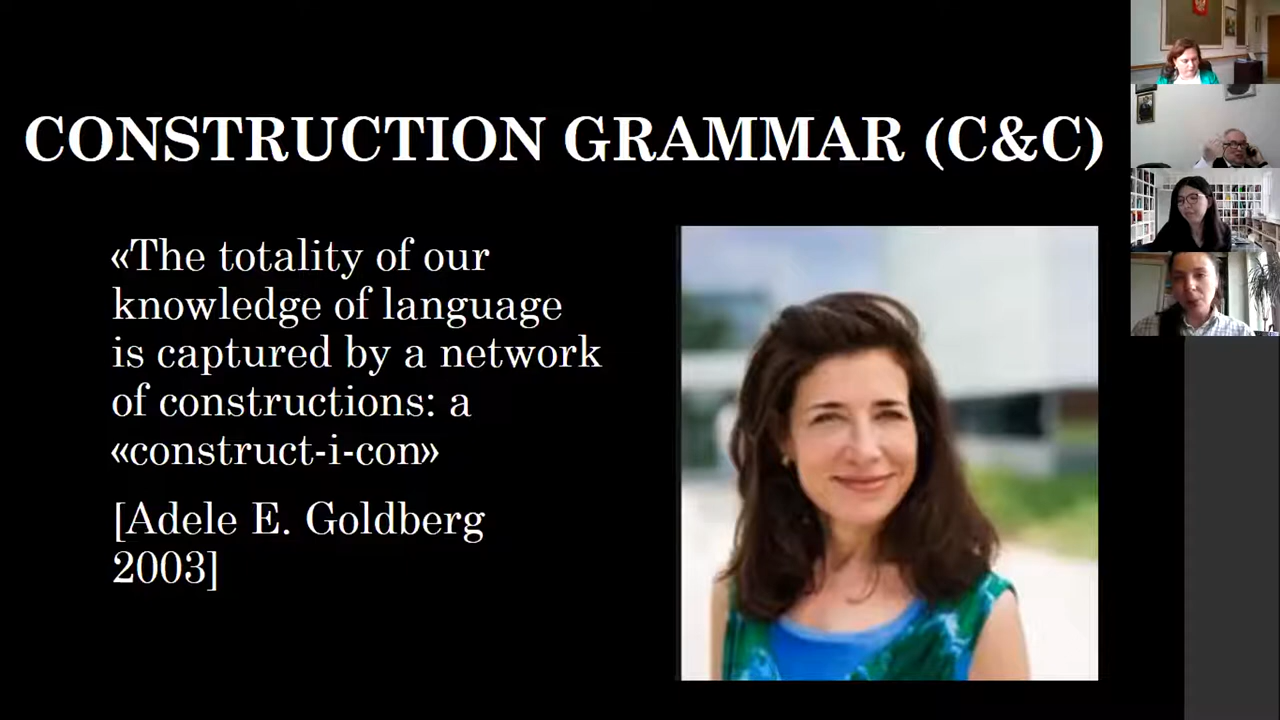 CONSTRUCTION GRAMMAR (C&C)
«The totality of our
knowledge of language
is captured by a network
of constructions: a
«construct-i-con»
[Adele E. Goldberg
2003]